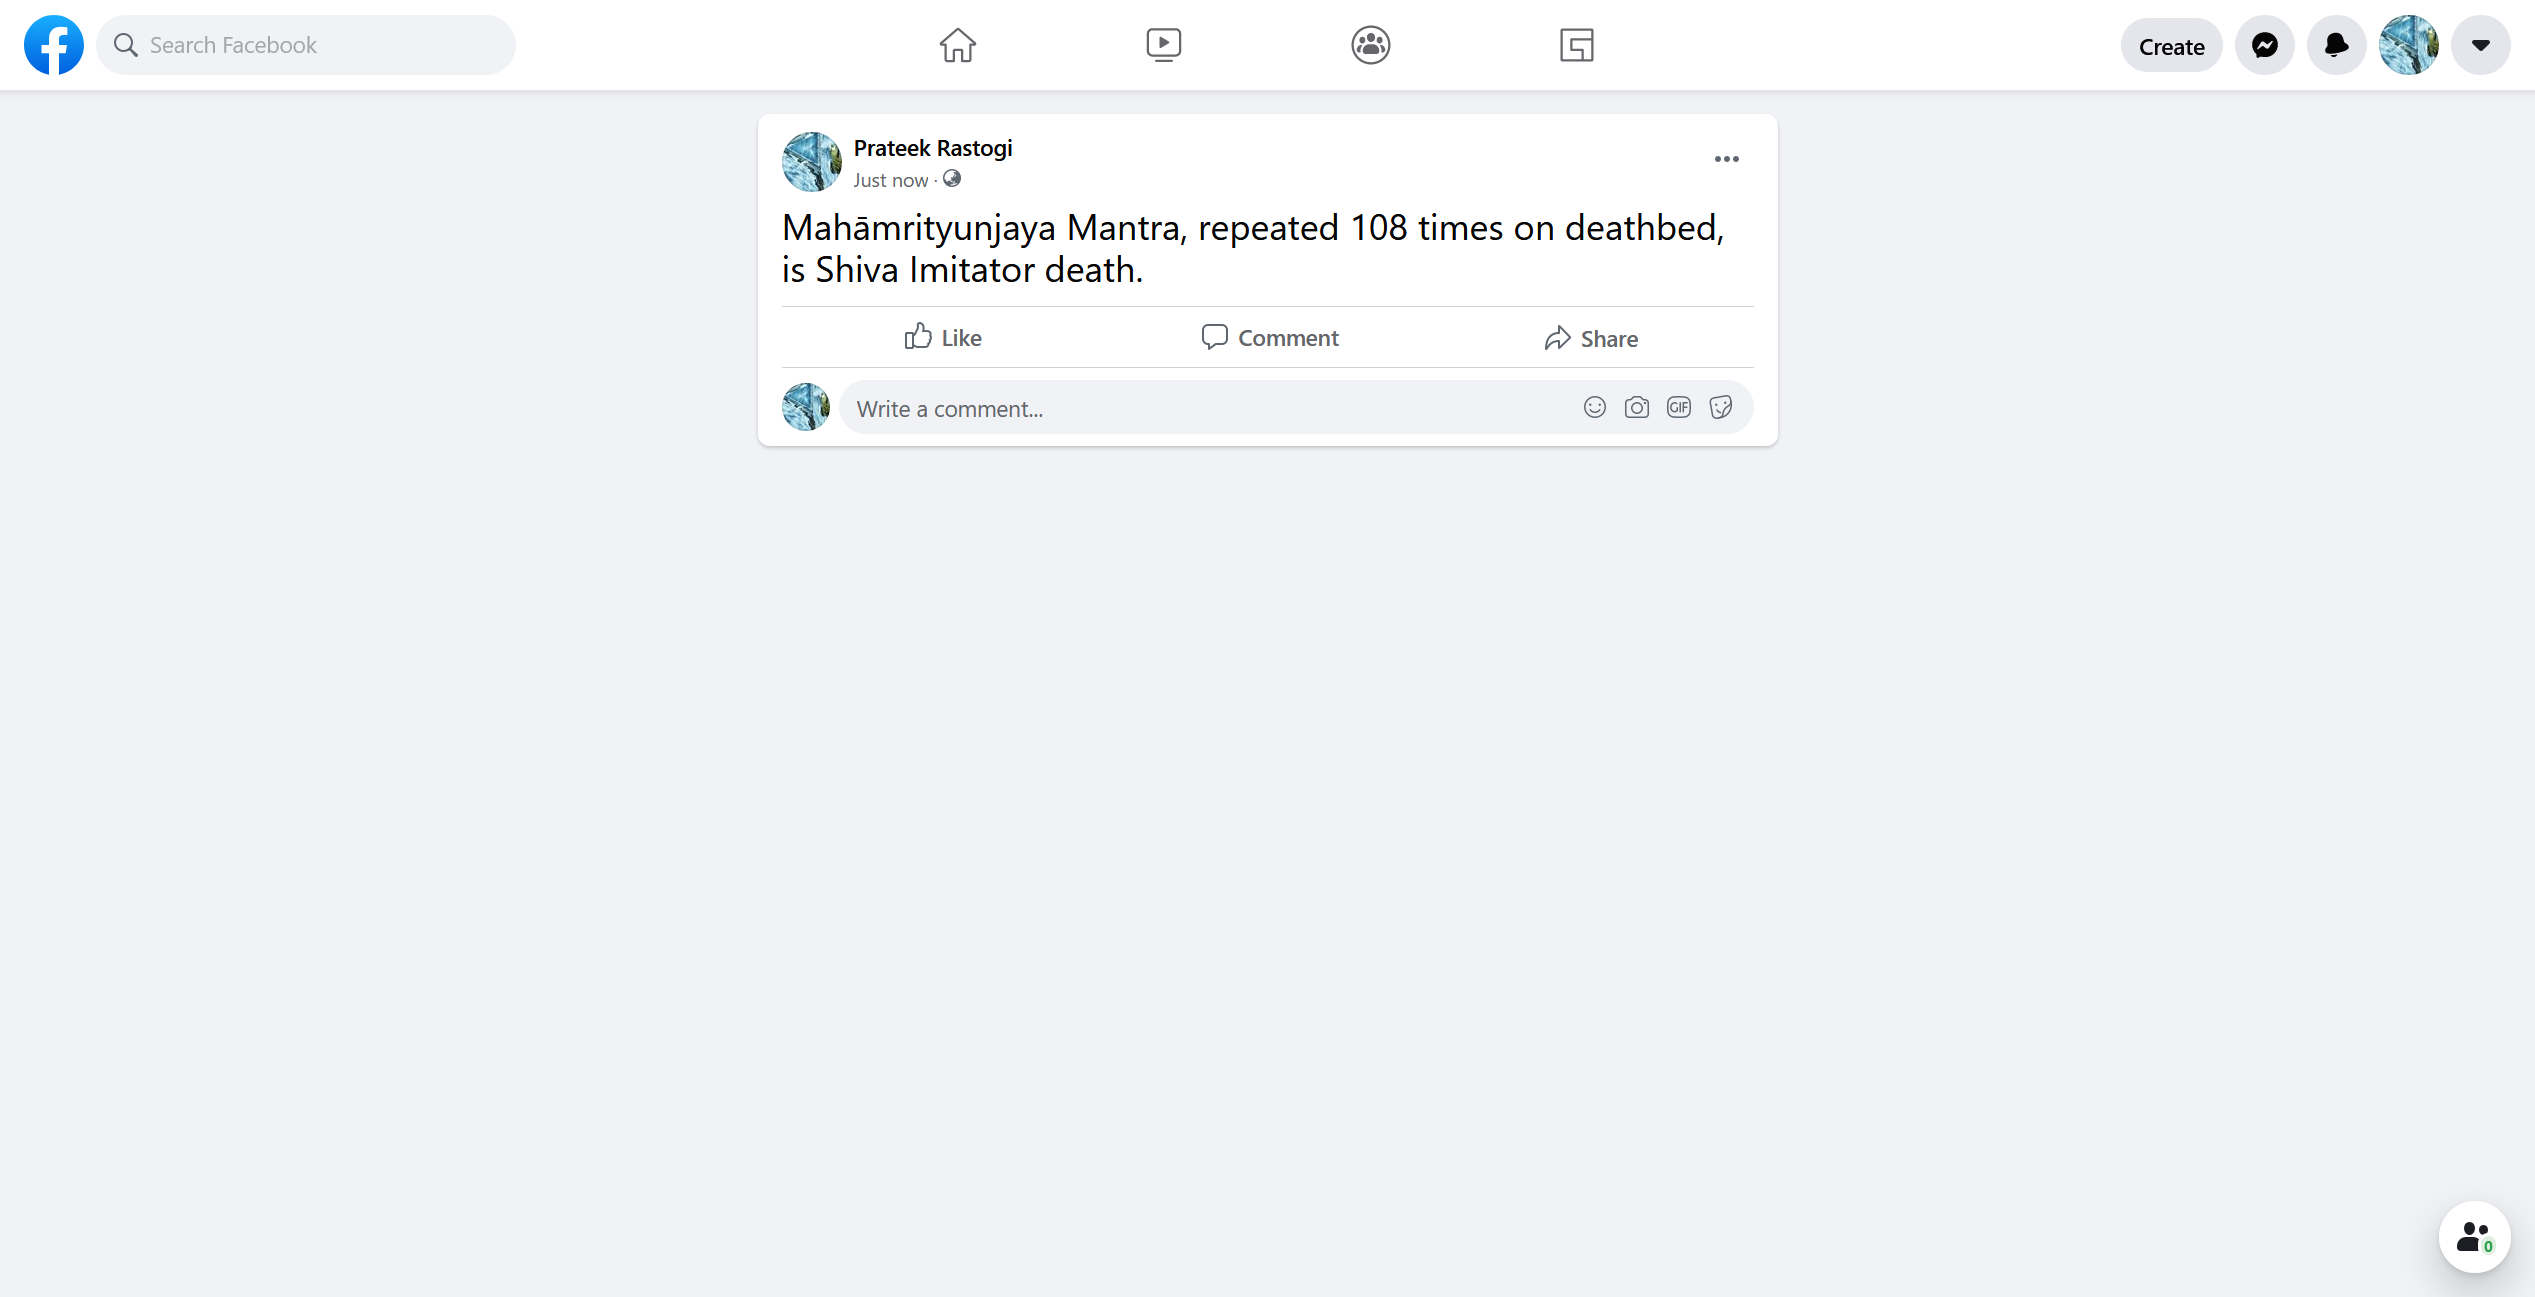 Search Facebook
Create
Prateek Rastogi
Just now ·
Mahāmrityunjaya Mantra, repeated 108 times on deathbed,
is Shiva Imitator death.
Like Comment Share
Write a comment...
GIF
0